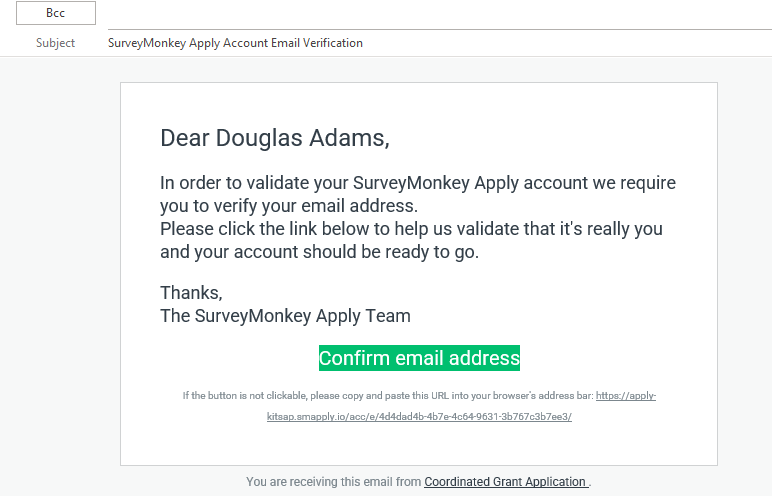 Bcc
Subject SurveyMonkey Apply Account Email Verification
Dear Douglas Adams,
In order to validate your SurveyMonkey Apply account we require
you to verify your email address.
Please click the link below to help us validate that it's really you
and your account should be ready to go.
Thanks,
The SurveyMonkey Apply Team
Confirm email address
If the button is not clickable, please copy and paste this URL into your browser's address bar: https://apply-
kitsap.smapply.io/acc/e/4d4dad4b-4b7e-4c64-9631-3b767c3b7ee3/
You are receiving this email from Coordinated Grant Application .